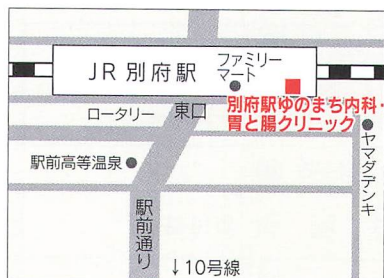 JR 別府駅
ファミリー
マート
別府駅ゆのまち内科・
胃と腸クリニック
ロータリー
東口
ヤマダデンキ
駅前高等温泉
駅前通り
↓10号線